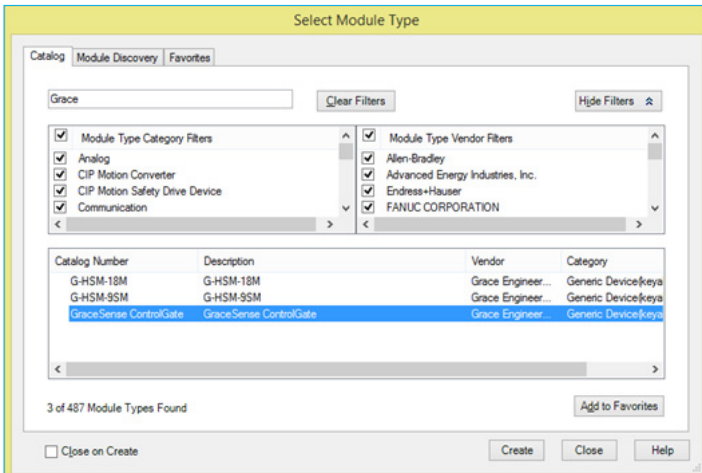 Select Module Type
Catalog Module Discovery Favorites
Grace Clear Filters Hide Filters
Module Type Category Filters
Analog
CIP Motion Converter
CIP Motion Safety Drive Device
Communication
Module Type Vendor Filters
Allen-Bradley
Advanced Energy Industries, Inc.
Endress+Hauser
FANUC CORPORATION
Catalog Number Description Vendor Category
G-HSM-18M G-HSM-18M Grace Engineer... Generic Device(keya
G-HSM-9SM G-HSM-9SM Grace Engineer... Generic Device(keya
GraceSense ControlGate GraceSense ControlGate Grace Engineer... Generic Device(keya
3 of 487 Module Types Found Add to Favorites
Close on Create Create Close Help